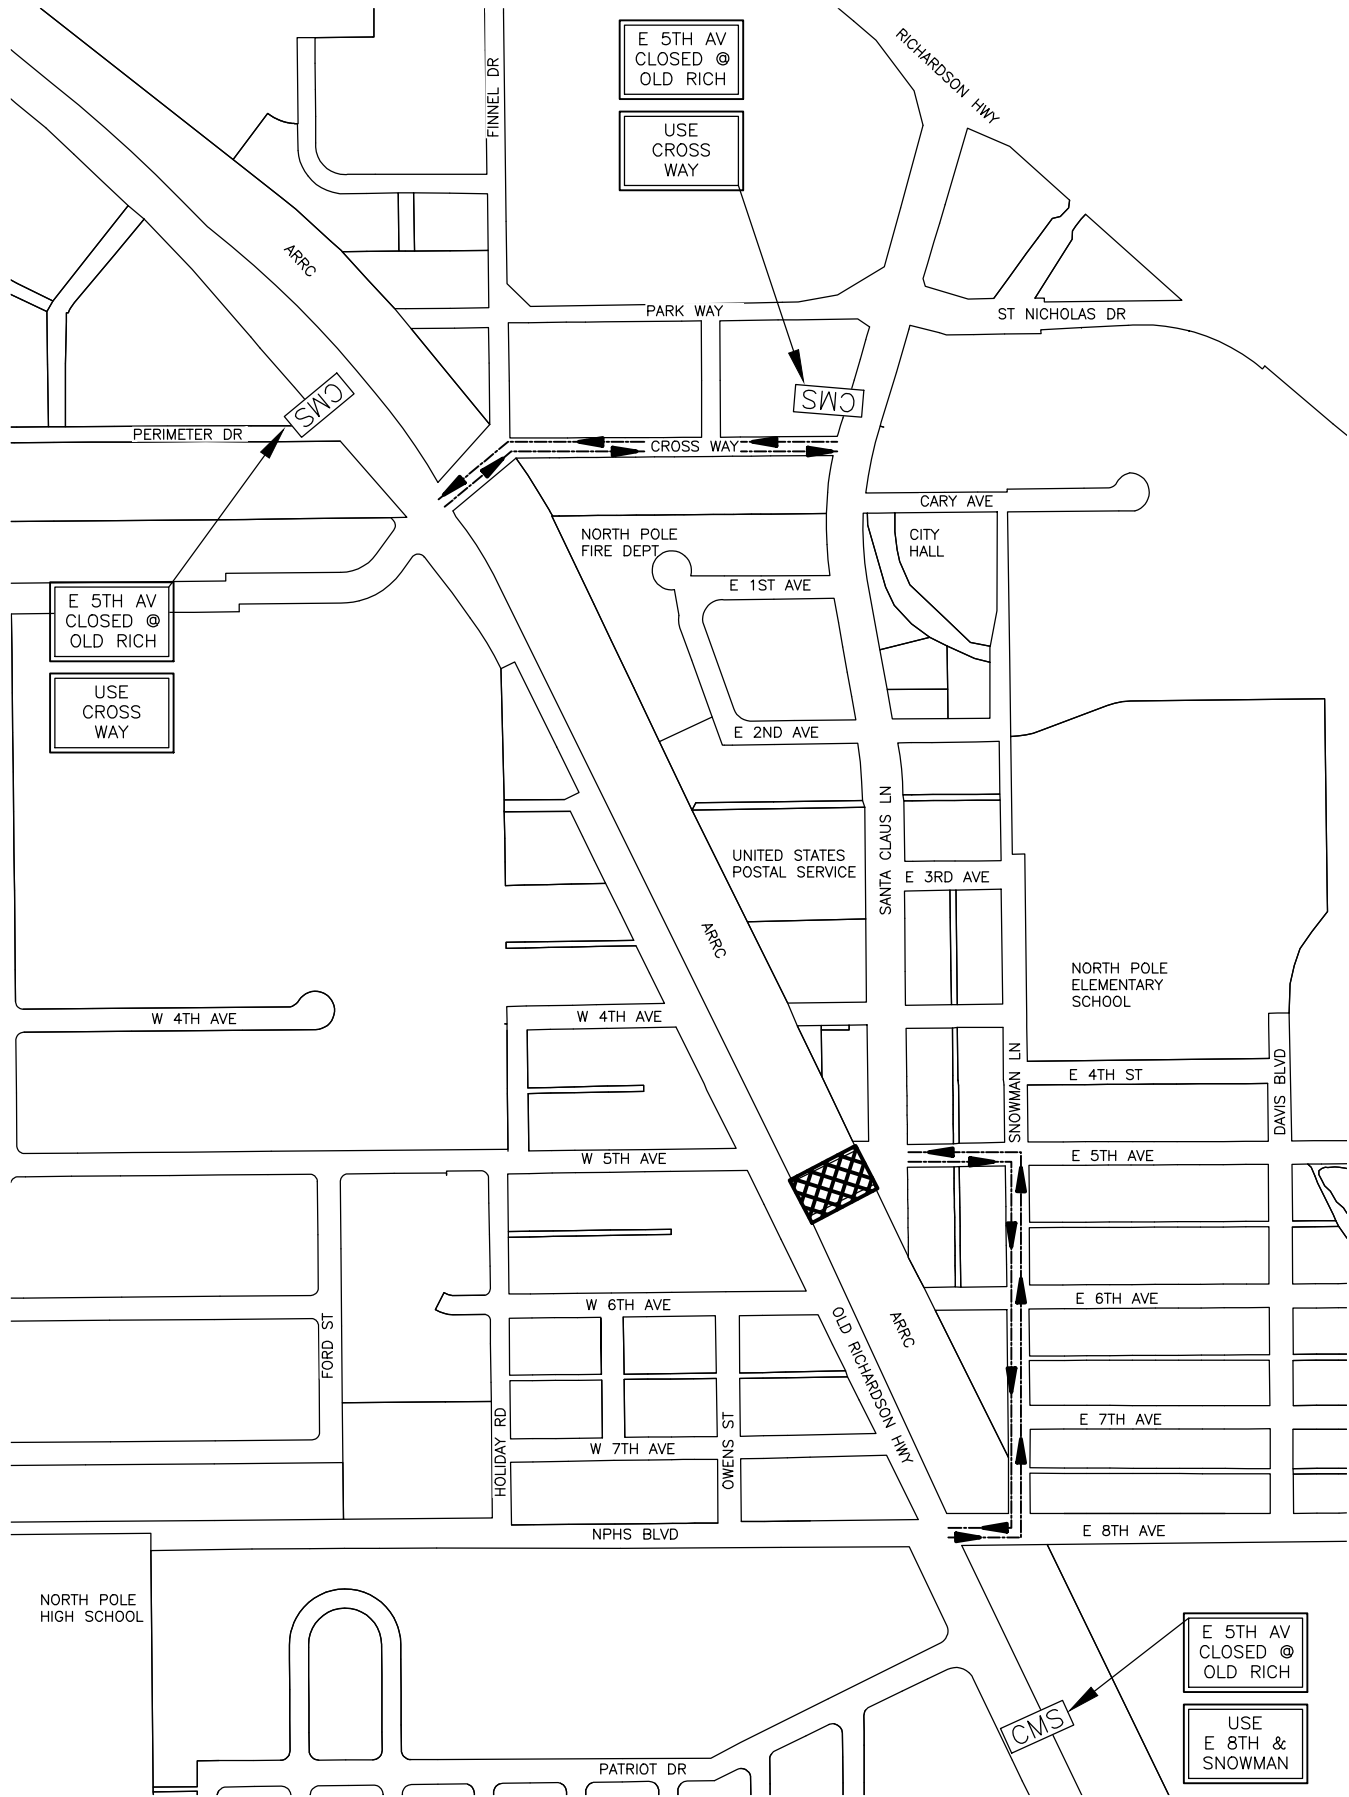 E 5TH AV
CLOSED @
OLD RICH
USE
CROSS
WAY
RICHARDSON HWY
FINNEL DR
ARRC
PARK WAY
ST NICHOLAS DR
CMS
CMS
PERIMETER DR
CROSS WAY
CARY AVE
NORTH POLE
FIRE DEPT
CITY
HALL
E 1ST AVE
E 5TH AV
CLOSED @
OLD RICH
USE
CROSS
WAY
E 2ND AVE
SANTA CLAUS LN
UNITED STATES
POSTAL SERVICE
E 3RD AVE
ARRC
NORTH POLE
ELEMENTARY
SCHOOL
W 4TH AVE
W 4TH AVE
SNOWMAN LN
E 4TH ST
DAVIS BLVD
W 5TH AVE
E 5TH AVE
W 6TH AVE
E 6TH AVE
FORD ST
OLD RICHARDSON HWY
ARRC
HOLIDAY RD
W 7TH AVE
OWENS ST
E 7TH AVE
NPHS BLVD
E 8TH AVE
NORTH POLE
HIGH SCHOOL
E 5TH AV
CLOSED @
OLD RICH
CMS
USE
E 8TH &
SNOWMAN
PATRIOT DR